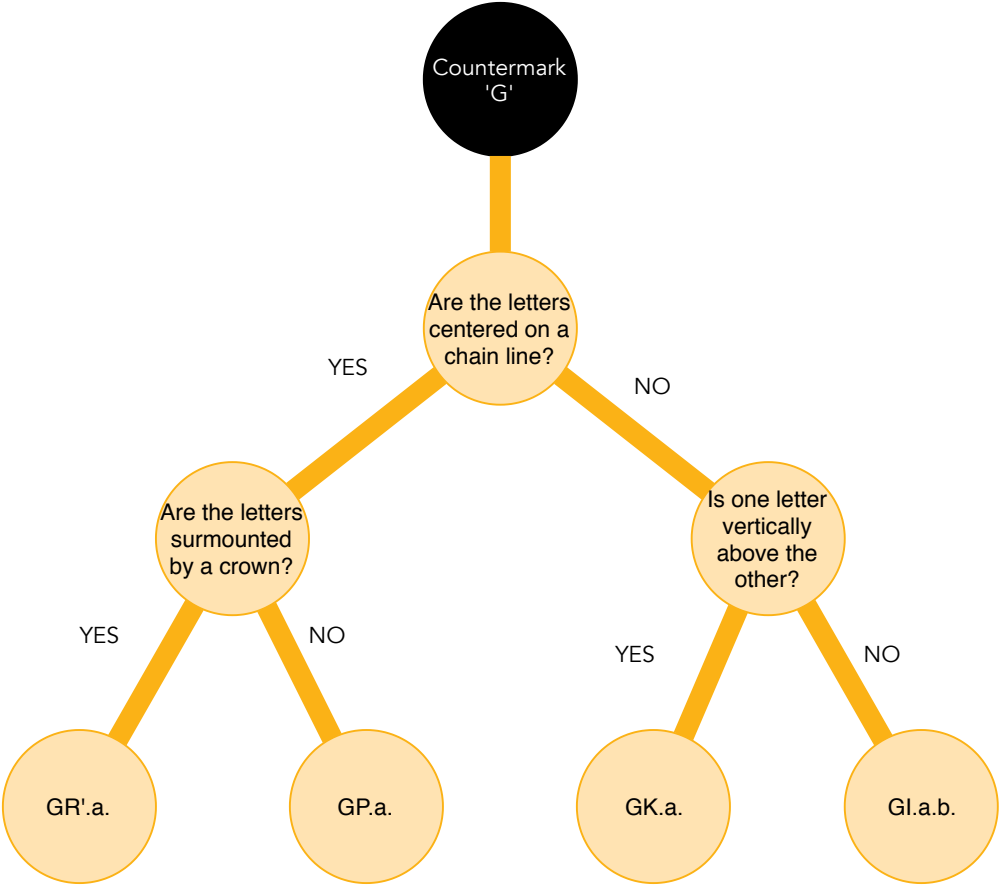 Countermark
'G'
Are the letters
centered on a
chain line?
YES
NO
Are the letters
surmounted
by a crown?
Is one letter
vertically
above the
other?
YES
NO
YES
NO
GR'.a.
GP.a.
GK.a.
GI.a.b.